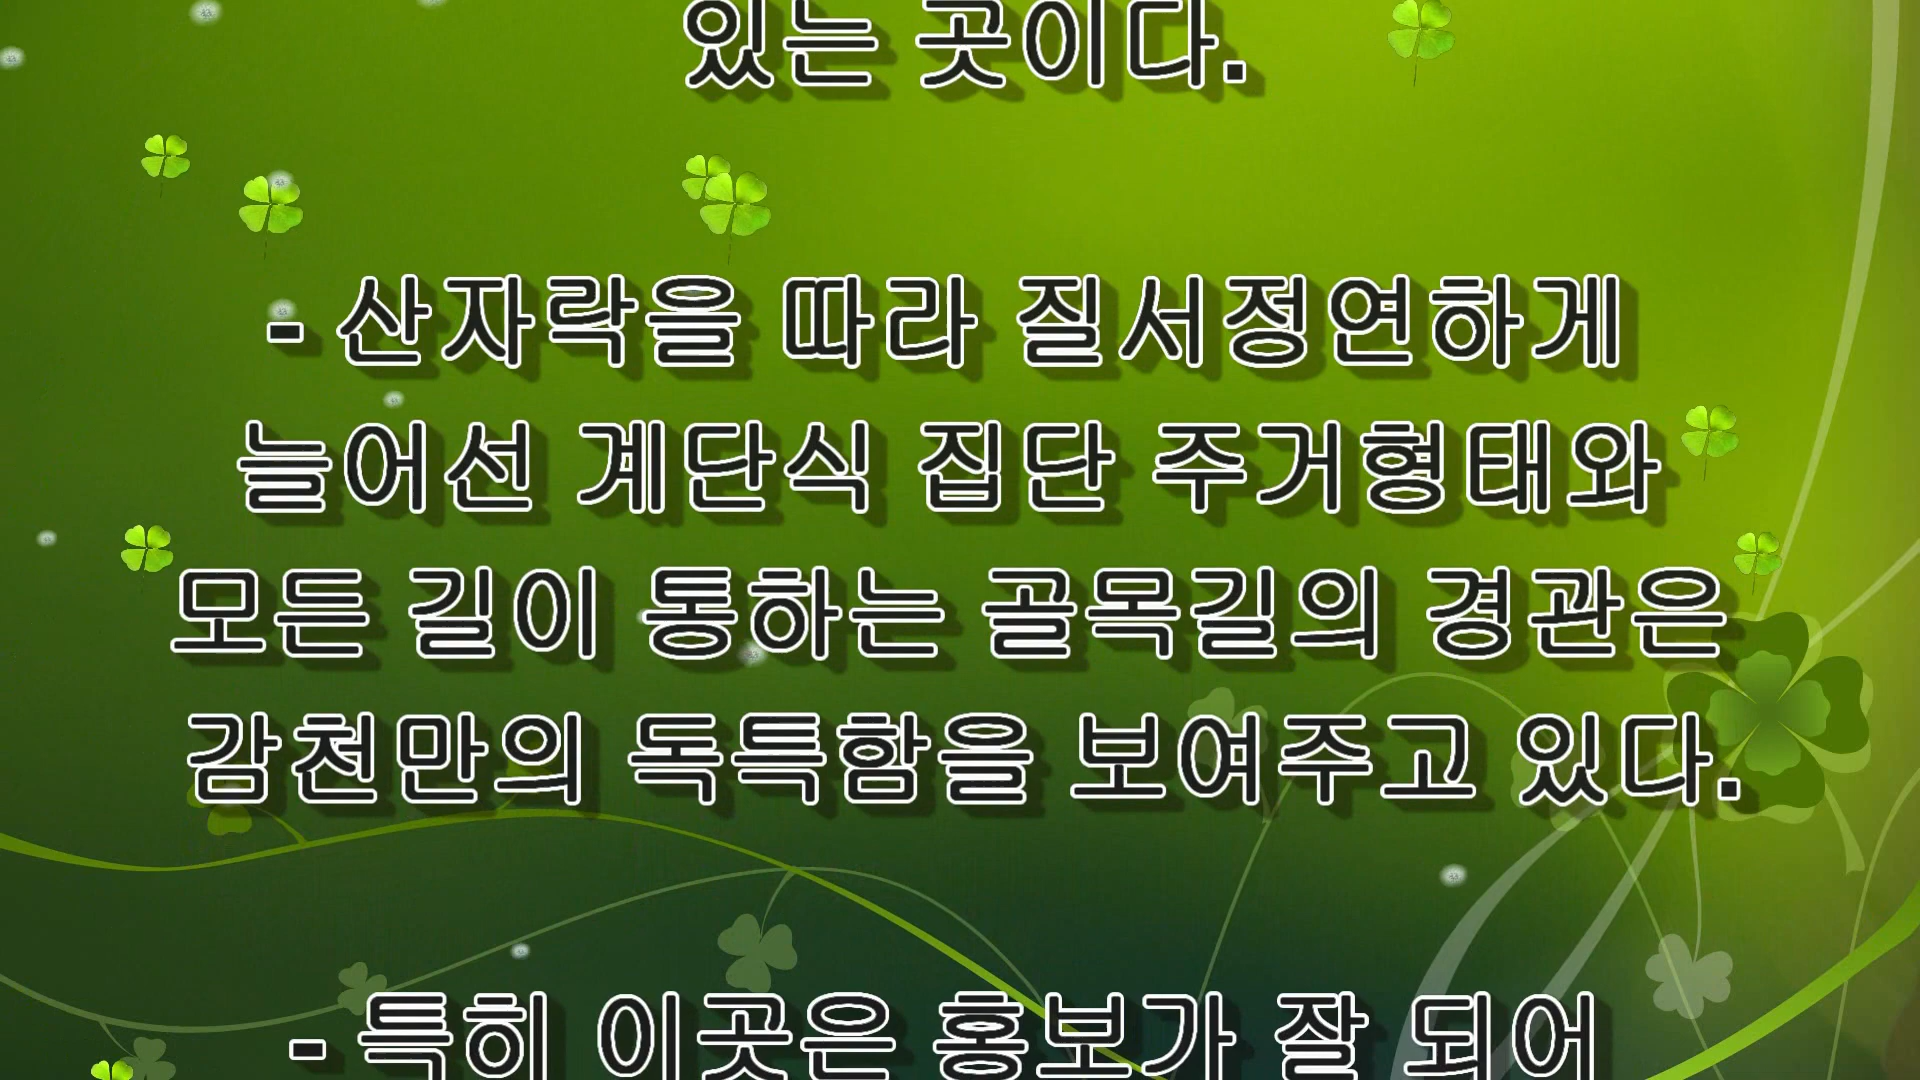 있는 곳이다.
- 산자락을 따라 질서정연하게
늘어선 계단식 집단 주거형태와
모든 길이 통하는 골목길의 경관은
감천만의 독특함을 보여주고 있다.
- 특히 이곳은 홍보가 잘 되어